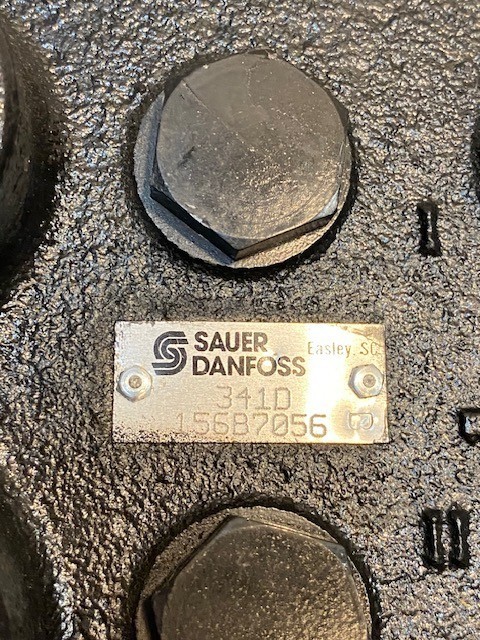 SAUER
DANFOSS
Easley, SC
341D
156B7056